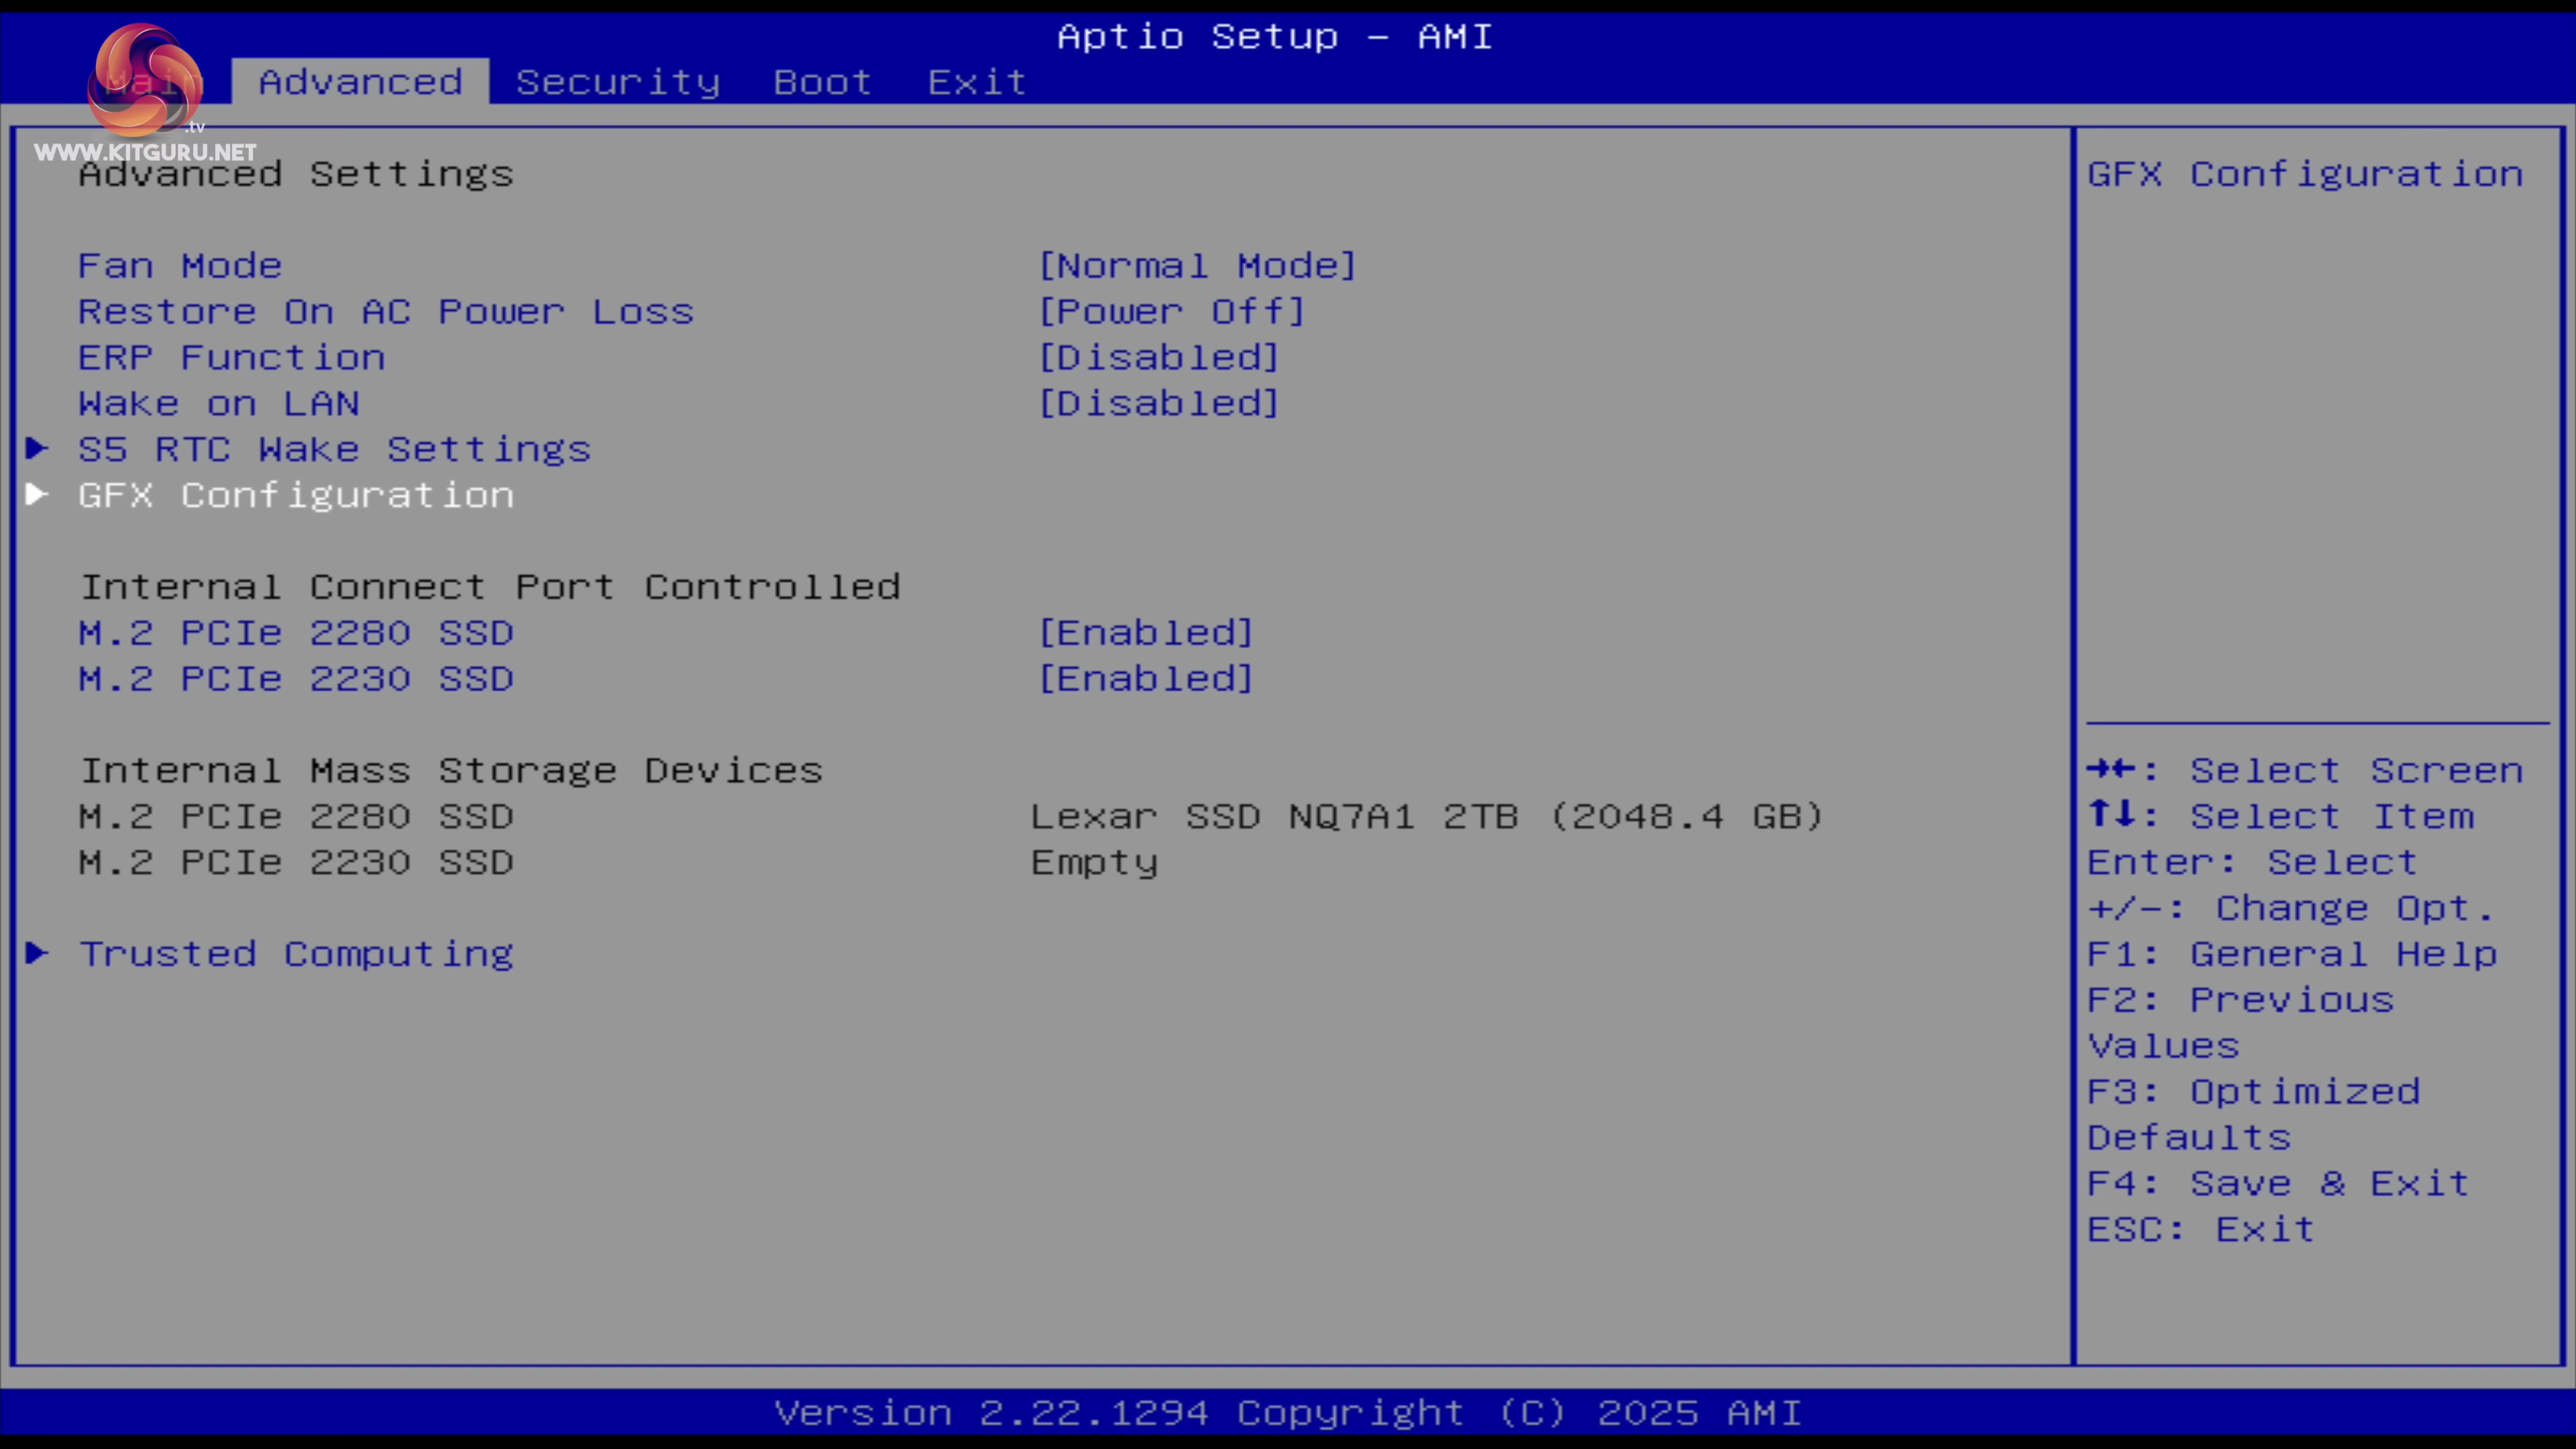 Aptio Setup - AMI
Main Advanced Security Boot Exit
.tv
WWW.KITGURU.NET
Advanced Settings
Fan Mode [Normal Mode]
Restore On AC Power Loss [Power Off]
ERP Function [Disabled]
Wake on LAN [Disabled]
S5 RTC Wake Settings
GFX Configuration
Internal Connect Port Controlled
M.2 PCIe 2280 SSD [Enabled]
M.2 PCIe 2230 SSD [Enabled]
Internal Mass Storage Devices
M.2 PCIe 2280 SSD Lexar SSD NQ7A1 2TB (2048.4 GB)
M.2 PCIe 2230 SSD Empty
Trusted Computing
GFX Configuration
→←: Select Screen
↑↓: Select Item
Enter: Select
+/-: Change Opt.
F1: General Help
F2: Previous
Values
F3: Optimized
Defaults
F4: Save & Exit
ESC: Exit
Version 2.22.1294 Copyright (C) 2025 AMI